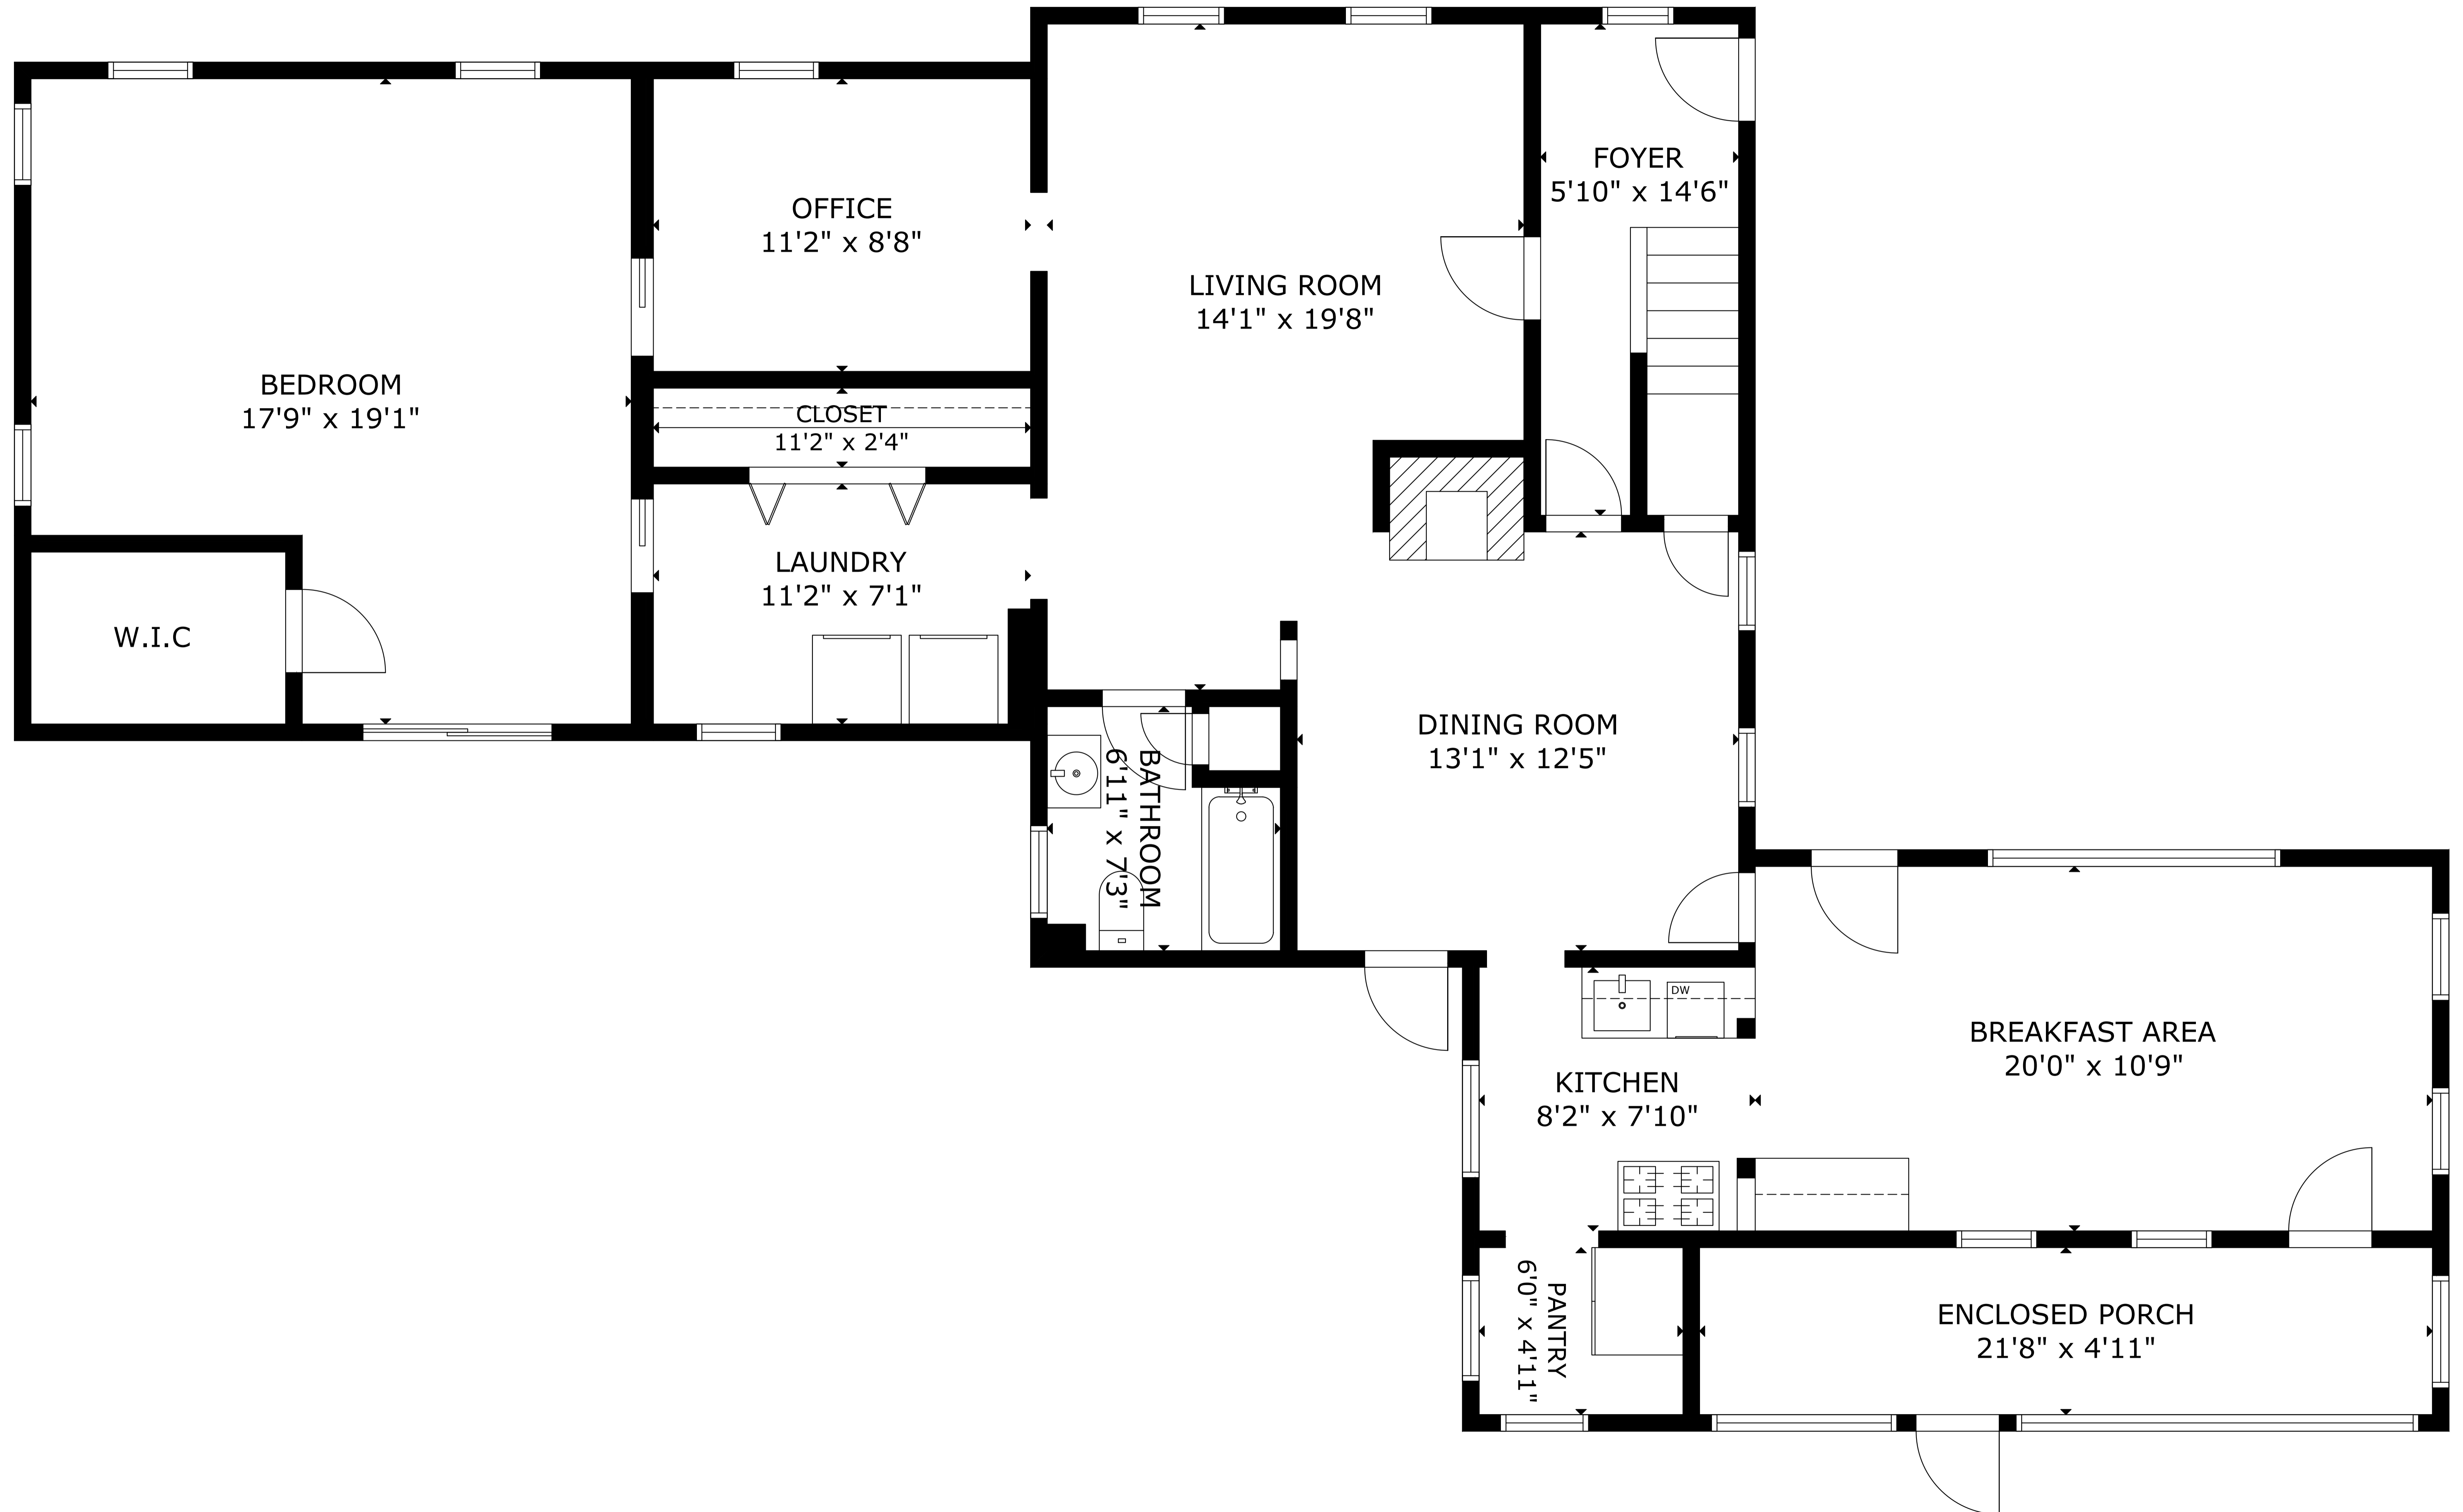 FOYER
5'10" x 14'6"
OFFICE
11'2" x 8'8"
LIVING ROOM
14'1" x 19'8"
BEDROOM
17'9" x 19'1"
CLOSET
11'2" x 2'4"
LAUNDRY
11'2" x 7'1"
W.I.C
DINING ROOM
13'1" x 12'5"
BATHROOM
6'11" x 7'3"
DW
BREAKFAST AREA
20'0" x 10'9"
KITCHEN
8'2" x 7'10"
PANTRY
6'0" x 4'11"
ENCLOSED PORCH
21'8" x 4'11"